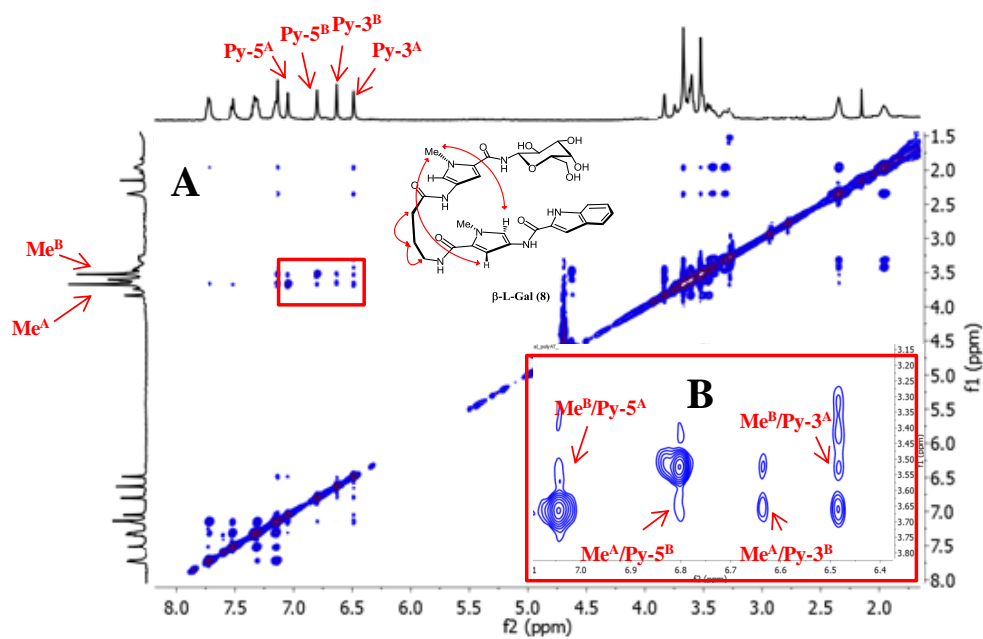 Py-5ᴬ
Py-5ᴮ
Py-3ᴮ
Py-3ᴬ
A
Meᴮ
Meᴬ
Me
N
O
HN
HO
OH
O
OH
OH
H
O
NH
Me
N
H
O
NH
O
NH
HN
H
β-L-Gal (8)
1.5
2.0
2.5
3.0
3.5
4.0
4.5
5.0
5.5
6.0
6.5
7.0
7.5
8.0
f1 (ppm)
B
Meᴮ/Py-5ᴬ
Meᴮ/Py-3ᴬ
Meᴬ/Py-5ᴮ
Meᴬ/Py-3ᴮ
3.15
3.20
3.25
3.30
3.35
3.40
3.45
3.50
3.55
3.60
3.65
3.70
3.75
3.80
f1 (ppm)
1 7.0 6.9 6.8 6.7 6.6 6.5 6.4
f2 (ppm)
8.0 7.5 7.0 6.5 6.0 5.5 5.0 4.5 4.0 3.5 3.0 2.5 2.0
f2 (ppm)